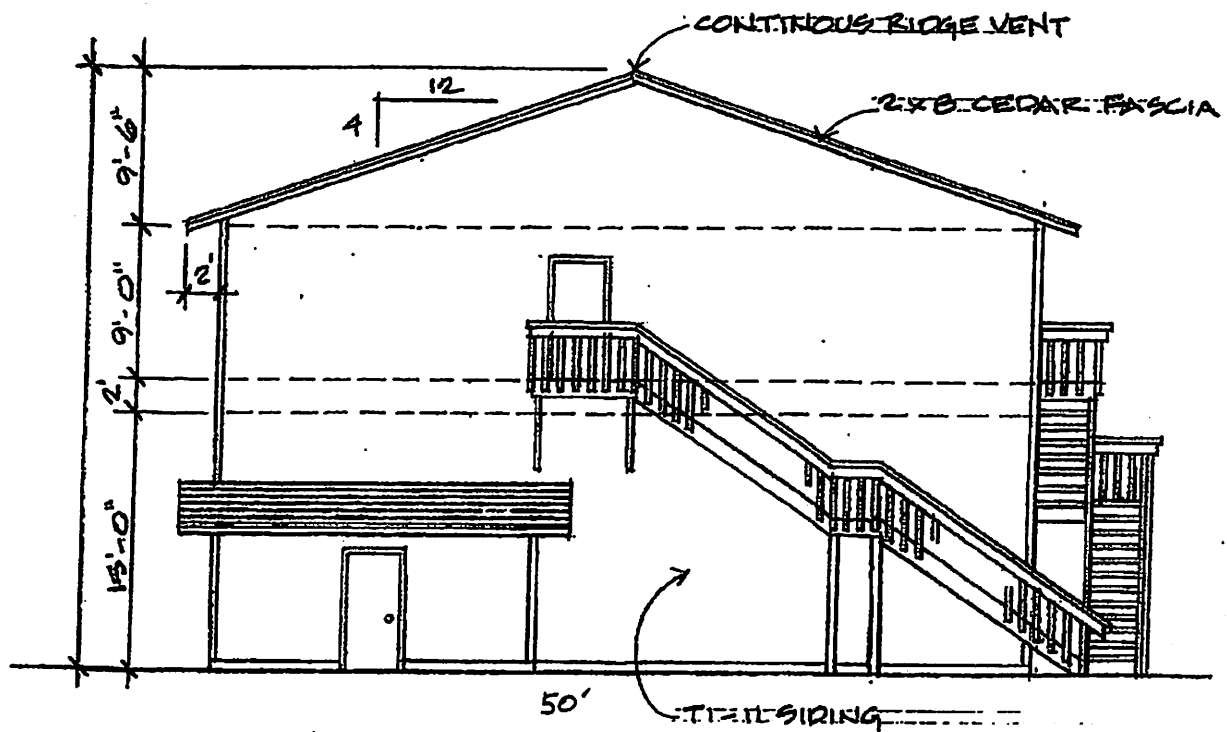 CONTINOUS RIDGE VENT
12
4
2X8 CEDAR FASCIA
9'-6"
2'
9'-0"
2'
15'-0"
50'
T1-11 SIDING